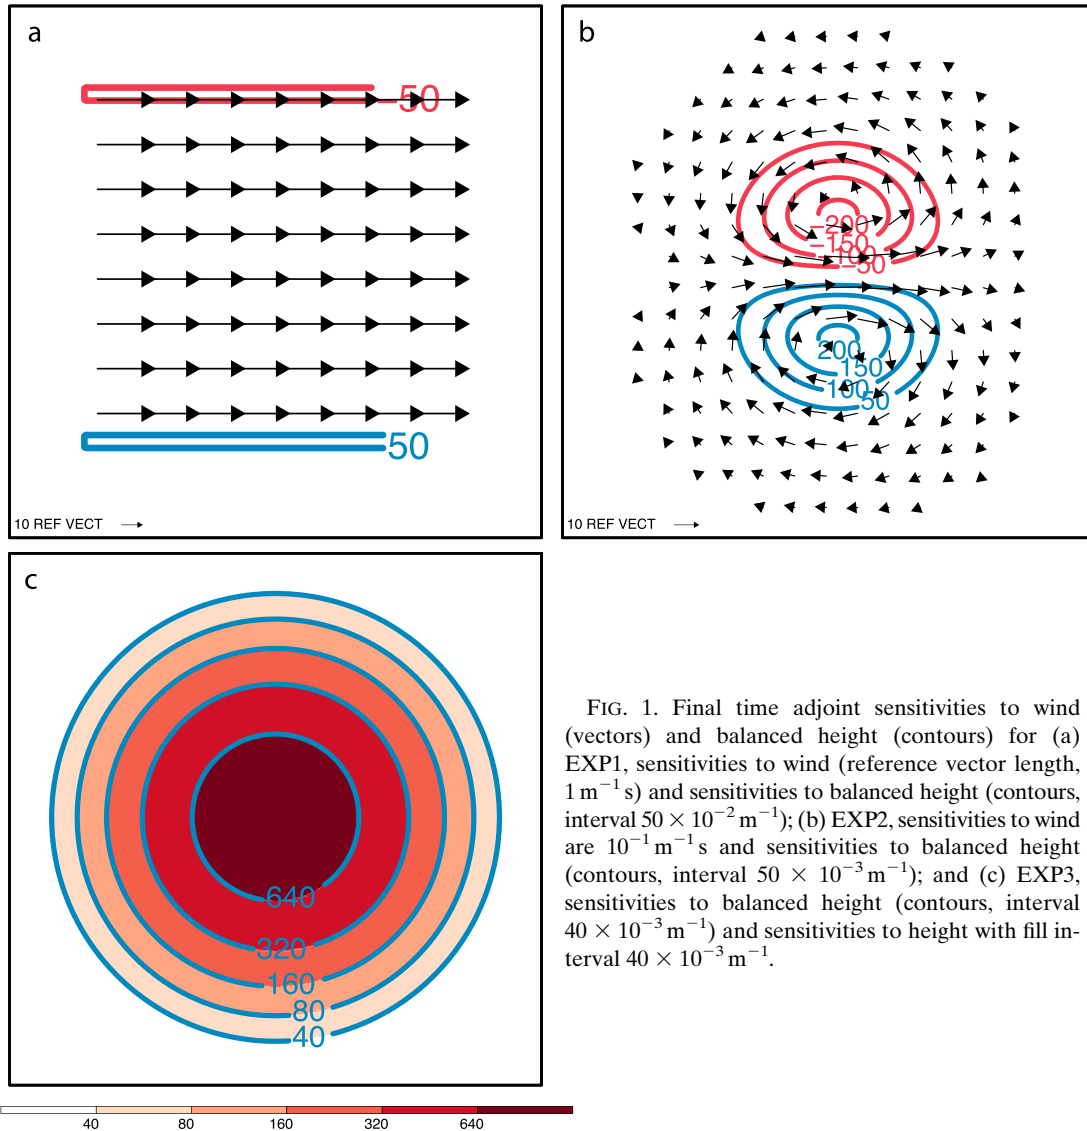 a
−50
50
10 REF VECT
b
−200
−150
−100
−50
200
150
100
50
10 REF VECT
c
640
320
160
80
40
40 80 160 320 640
FIG. 1. Final time adjoint sensitivities to wind
(vectors) and balanced height (contours) for (a)
EXP1, sensitivities to wind (reference vector length,
1 m⁻¹ s) and sensitivities to balanced height (contours,
interval 50 × 10⁻² m⁻¹); (b) EXP2, sensitivities to wind
are 10⁻¹ m⁻¹ s and sensitivities to balanced height
(contours, interval 50 × 10⁻³ m⁻¹); and (c) EXP3,
sensitivities to balanced height (contours, interval
40 × 10⁻³ m⁻¹) and sensitivities to height with fill in-
terval 40 × 10⁻³ m⁻¹.